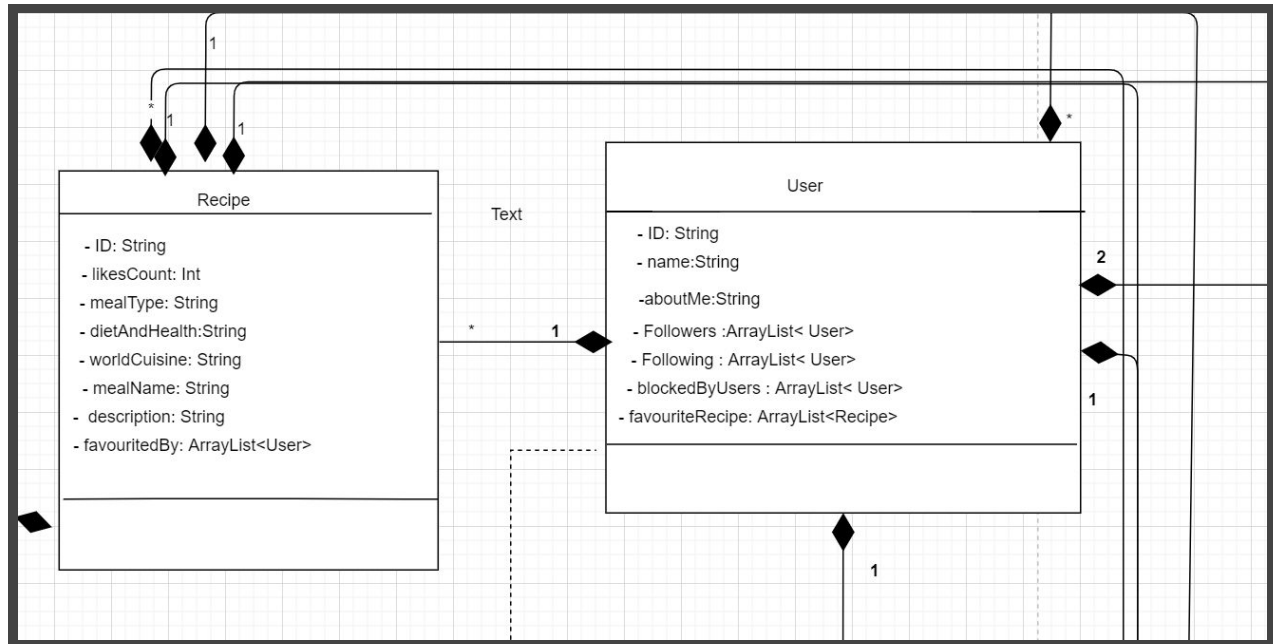 1
*
1
1
*
Recipe
- ID: String
- likesCount: Int
- mealType: String
- dietAndHealth:String
- worldCuisine: String
- mealName: String
- description: String
- favouritedBy: ArrayList<User>
Text
*
1
User
- ID: String
- name:String
-aboutMe:String
- Followers :ArrayList< User>
- Following : ArrayList< User>
- blockedByUsers : ArrayList< User>
- favouriteRecipe: ArrayList<Recipe>
2
1
1